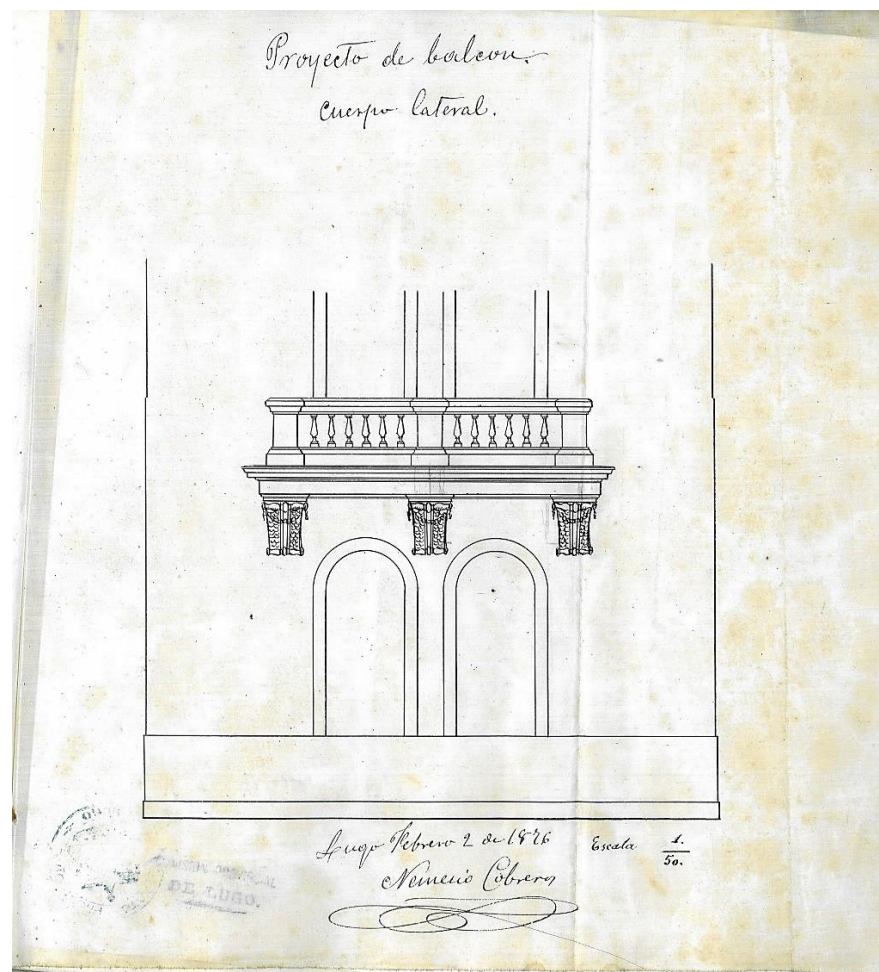 Proyecto de balcon.
cuerpo lateral.
Lugo Febrero 2 de 1876
Escala 1.
50.
Nemesio Cobreros
DE LUGO.